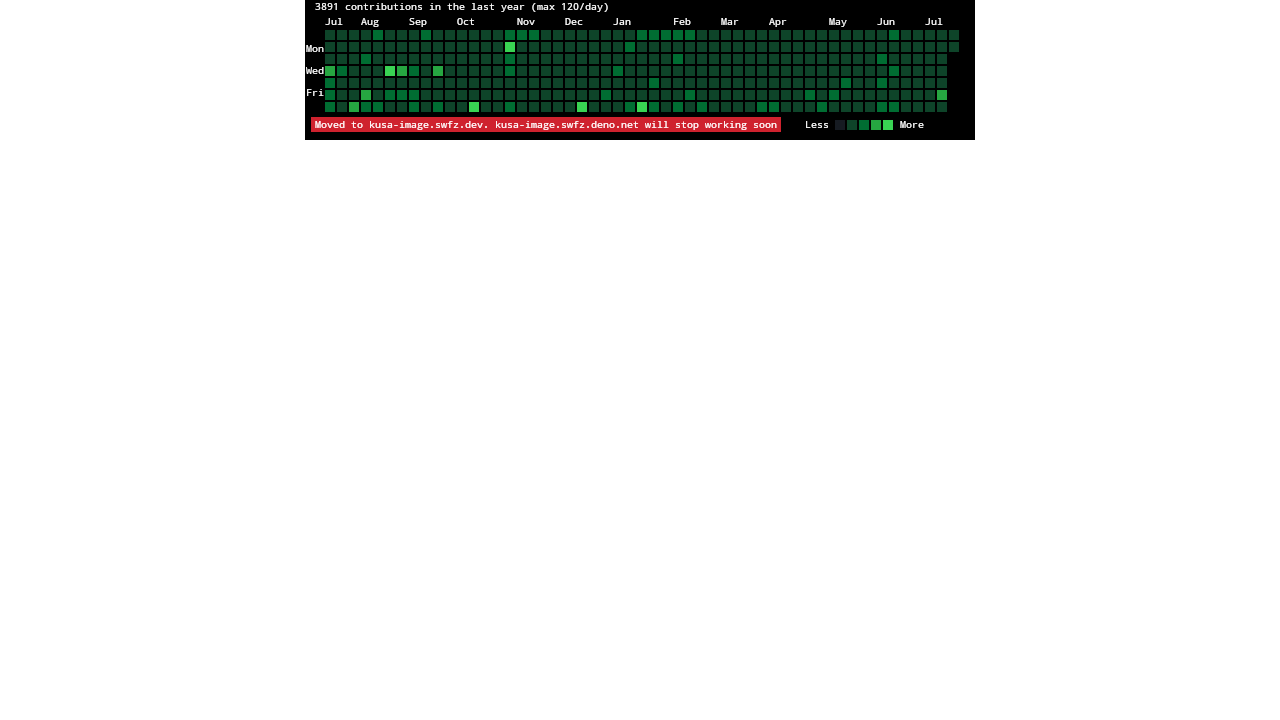 3891 contributions in the last year (max 120/day)
Jul Aug Sep Oct Nov Dec Jan Feb Mar Apr May Jun Jul
Mon
Wed
Fri
Moved to kusa-image.swfz.dev. kusa-image.swfz.deno.net will stop working soon
Less More